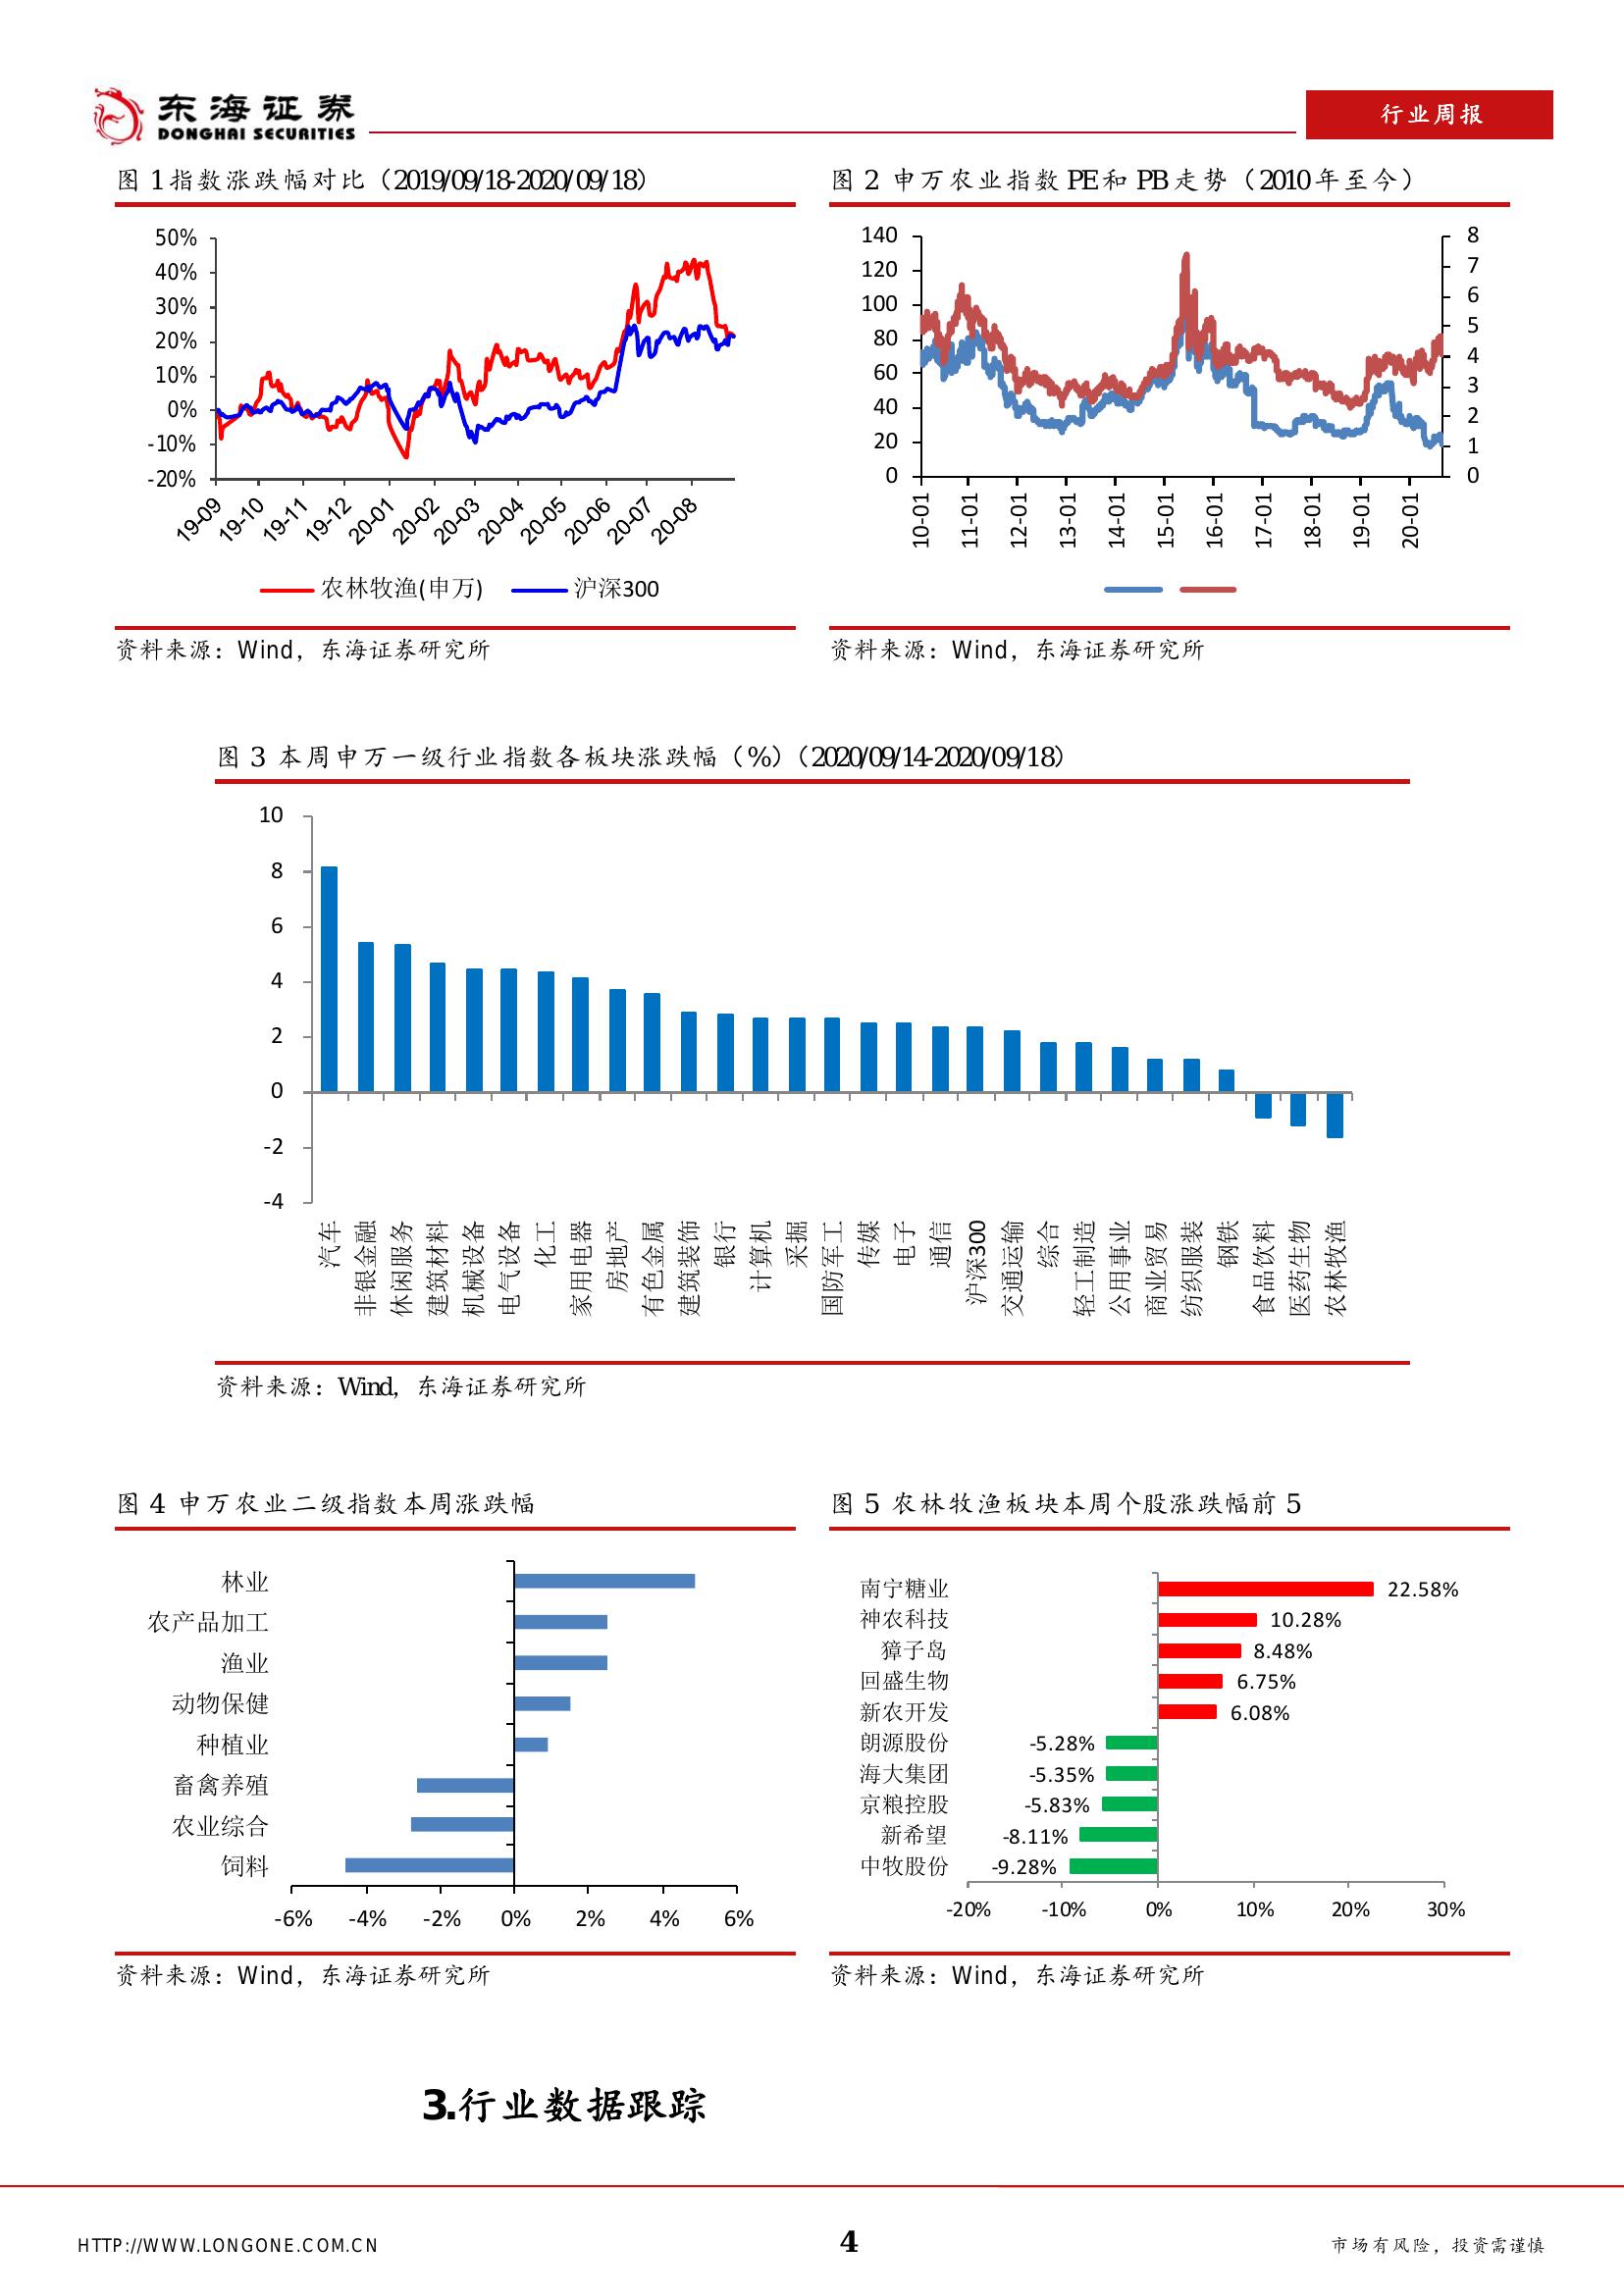 东海证券
DONGHAI SECURITIES
行业周报
图 1 指数涨跌幅对比（2019/09/18-2020/09/18）
50%
40%
30%
20%
10%
0%
-10%
-20%
19-09 19-10 19-11 19-12 20-01 20-02 20-03 20-04 20-05 20-06 20-07 20-08
农林牧渔(申万) 沪深300
资料来源：Wind，东海证券研究所
图 2 申万农业指数 PE 和 PB 走势（2010 年至今）
140
120
100
80
60
40
20
0
8
7
6
5
4
3
2
1
0
10-01 11-01 12-01 13-01 14-01 15-01 16-01 17-01 18-01 19-01 20-01
资料来源：Wind，东海证券研究所
图 3 本周申万一级行业指数各板块涨跌幅（%）（2020/09/14-2020/09/18）
10
8
6
4
2
0
-2
-4
汽车 非银金融 休闲服务 建筑材料 机械设备 电气设备 化工 家用电器 房地产 有色金属 建筑装饰 银行 计算机 采掘 国防军工 传媒 电子 通信 沪深300 交通运输 综合 轻工制造 公用事业 商业贸易 纺织服装 钢铁 食品饮料 医药生物 农林牧渔
资料来源：Wind，东海证券研究所
图 4 申万农业二级指数本周涨跌幅
林业
农产品加工
渔业
动物保健
种植业
畜禽养殖
农业综合
饲料
-6% -4% -2% 0% 2% 4% 6%
资料来源：Wind，东海证券研究所
图 5 农林牧渔板块本周个股涨跌幅前 5
南宁糖业 22.58%
神农科技 10.28%
獐子岛 8.48%
回盛生物 6.75%
新农开发 6.08%
朗源股份 -5.28%
海大集团 -5.35%
京粮控股 -5.83%
新希望 -8.11%
中牧股份 -9.28%
-20% -10% 0% 10% 20% 30%
资料来源：Wind，东海证券研究所
3.行业数据跟踪
HTTP://WWW.LONGONE.COM.CN
4
市场有风险，投资需谨慎